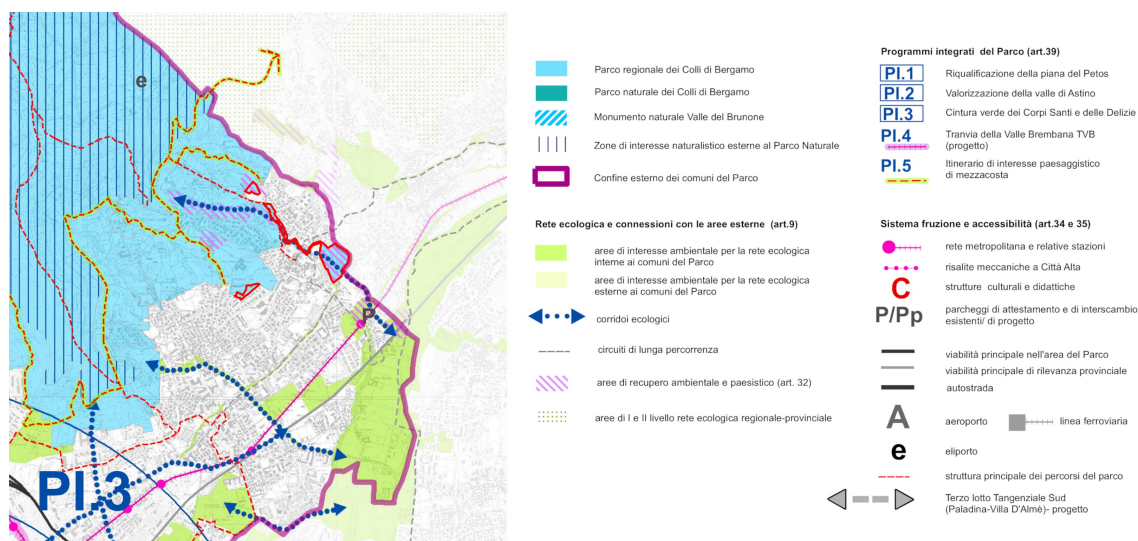 e
P
PI.3
Parco regionale dei Colli di Bergamo
Parco naturale dei Colli di Bergamo
Monumento naturale Valle del Brunone
Zone di interesse naturalistico esterne al Parco Naturale
Confine esterno dei comuni del Parco
Rete ecologica e connessioni con le aree esterne (art.9)
aree di interesse ambientale per la rete ecologica
interne ai comuni del Parco
aree di interesse ambientale per la rete ecologica
esterne ai comuni del Parco
corridoi ecologici
circuiti di lunga percorrenza
aree di recupero ambientale e paesistico (art. 32)
aree di I e II livello rete ecologica regionale-provinciale
Programmi integrati del Parco (art.39)
PI.1 Riqualificazione della piana del Petos
PI.2 Valorizzazione della valle di Astino
PI.3 Cintura verde dei Corpi Santi e delle Delizie
PI.4 Tranvia della Valle Brembana TVB
(progetto)
PI.5 Itinerario di interesse paesaggistico
di mezzacosta
Sistema fruzione e accessibilità (art.34 e 35)
rete metropolitana e relative stazioni
risalite meccaniche a Città Alta
C strutture culturali e didattiche
P/Pp parcheggi di attestamento e di interscambio
esistenti/ di progetto
viabilità principale nell'area del Parco
viabilità principale di rilevanza provinciale
autostrada
A aeroporto linea ferroviaria
e eliporto
struttura principale dei percorsi del parco
Terzo lotto Tangenziale Sud
(Paladina-Villa D'Almè)- progetto